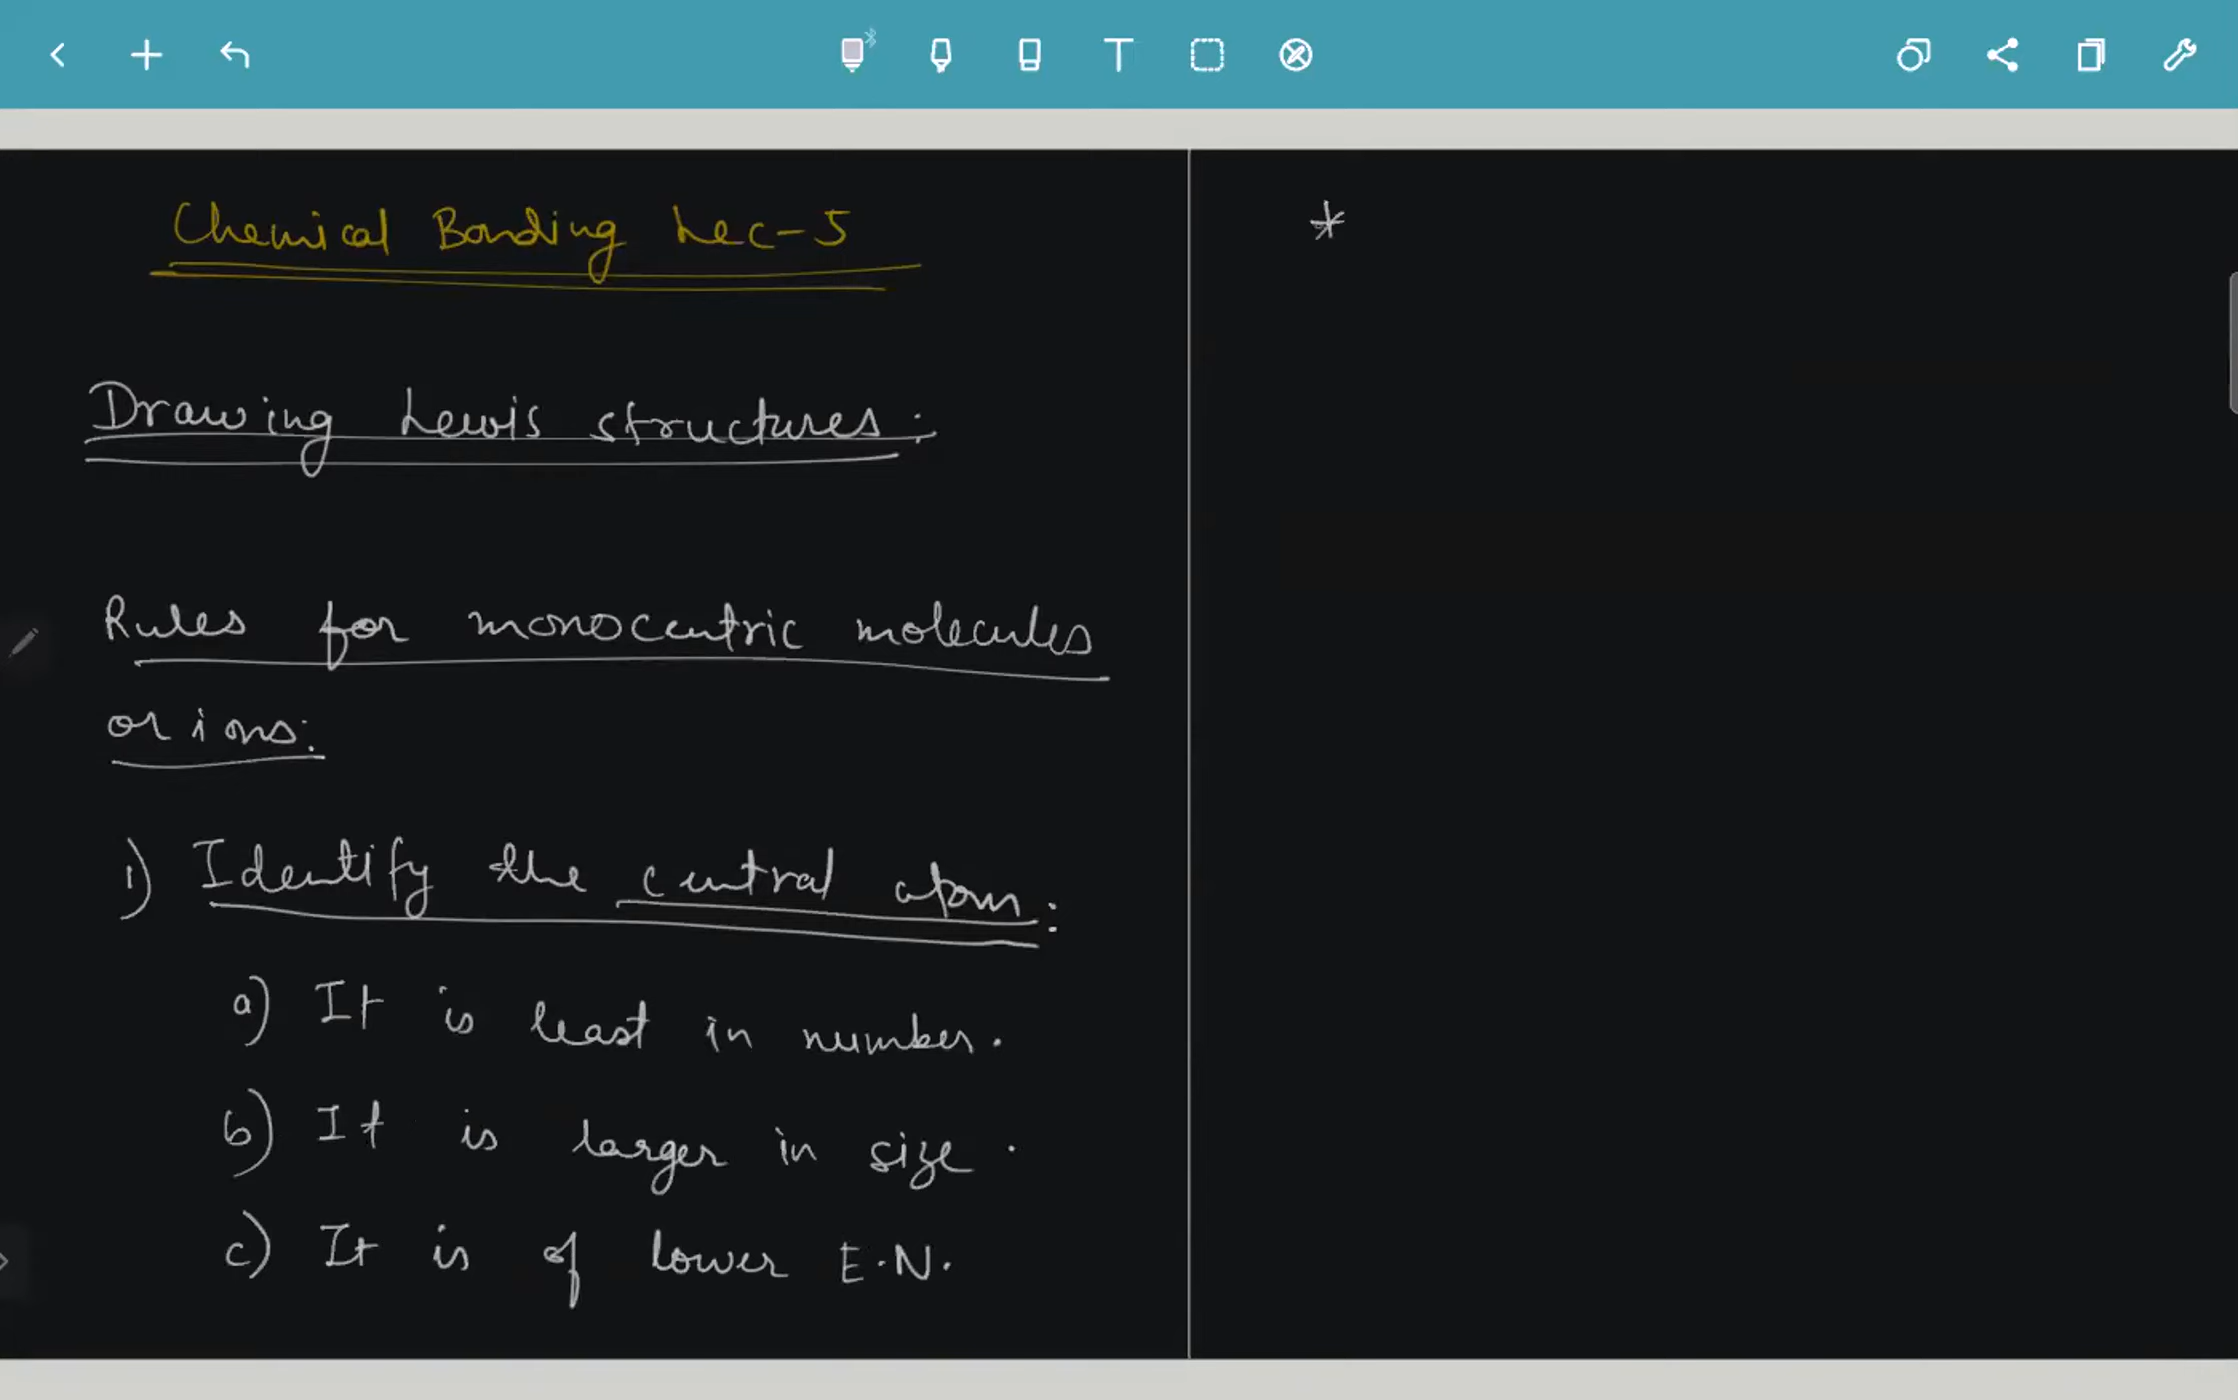 Chemical Bonding Lec-5
Drawing Lewis structures:
Rules for monocentric molecules
or ions:
1) Identify the central atom:
a) It is least in number.
b) It is larger in size.
c) It is of lower E.N.
*